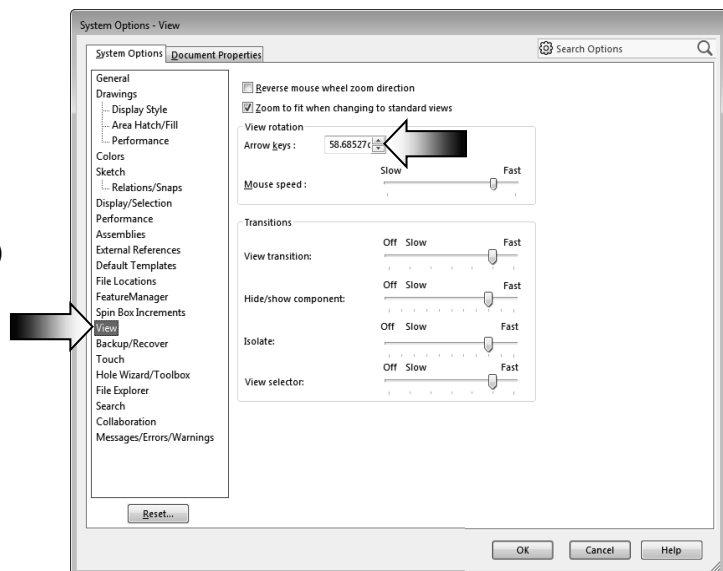 System Options - View
System Options
Document Properties
Search Options
General
Drawings
Display Style
Area Hatch/Fill
Performance
Colors
Sketch
Relations/Snaps
Display/Selection
Performance
Assemblies
External References
Default Templates
File Locations
FeatureManager
Spin Box Increments
View
Backup/Recover
Touch
Hole Wizard/Toolbox
File Explorer
Search
Collaboration
Messages/Errors/Warnings
Reset...
Reverse mouse wheel zoom direction
Zoom to fit when changing to standard views
View rotation
Arrow keys :
58.68527
Slow Fast
Mouse speed :
Transitions
Off Slow Fast
View transition:
Off Slow Fast
Hide/show component:
Off Slow Fast
Isolate:
Off Slow Fast
View selector:
OK Cancel Help